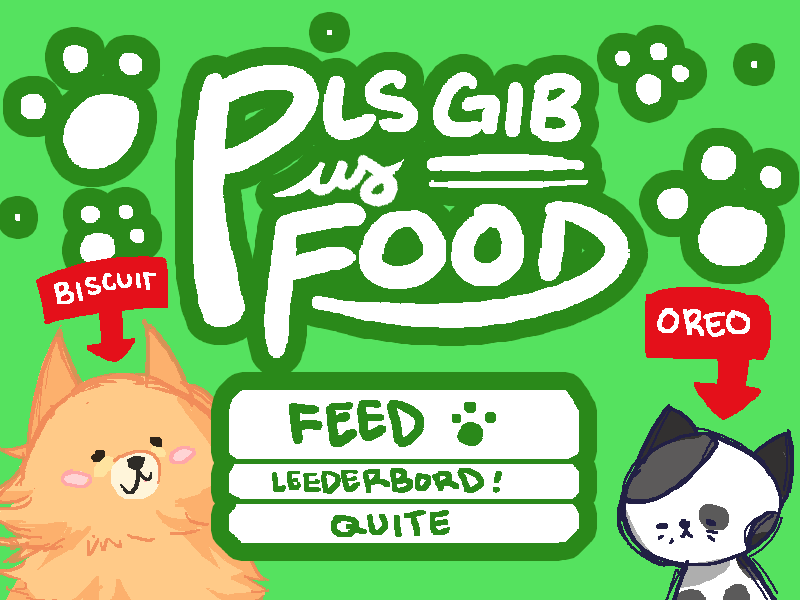 PLS GIB
us
FOOD
BISCUIT
OREO
FEED
LEEDERBORD!
QUITE